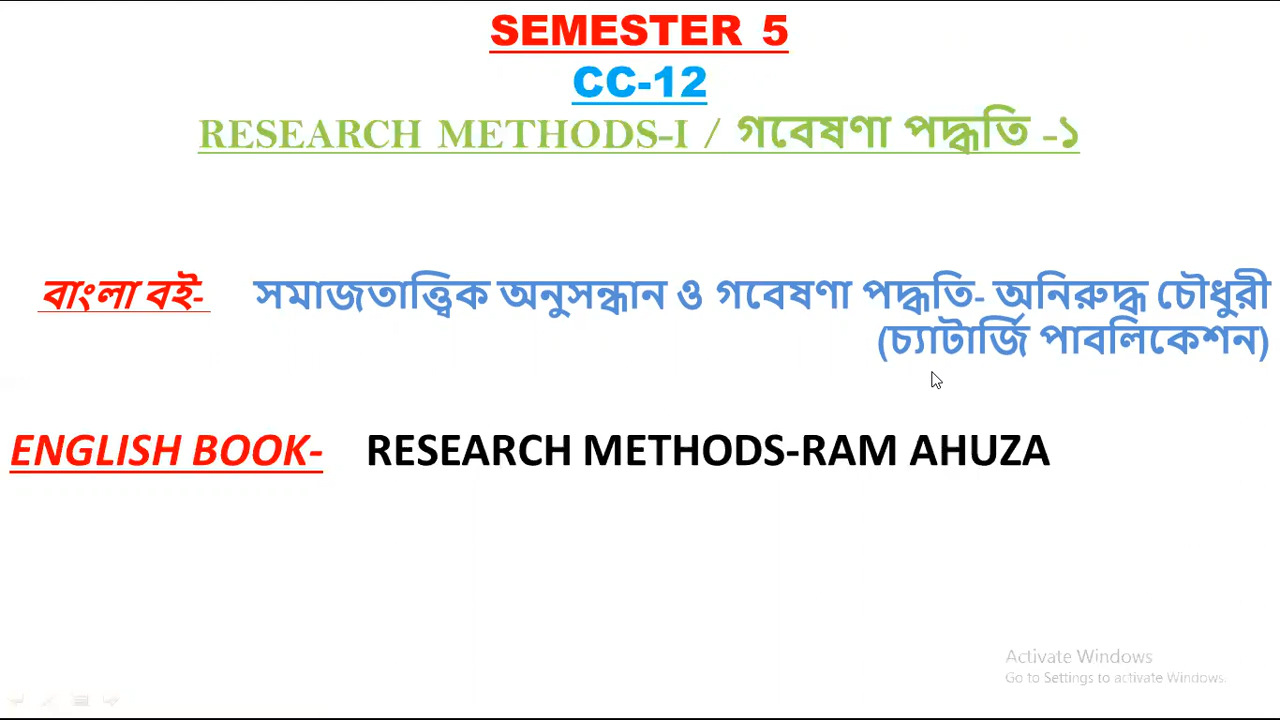 SEMESTER 5
CC-12
RESEARCH METHODS-I / গবেষণা পদ্ধতি -১
বাংলা বই- সমাজতাত্ত্বিক অনুসন্ধান ও গবেষণা পদ্ধতি- অনিরুদ্ধ চৌধুরী
(চ্যাটার্জি পাবলিকেশন)
ENGLISH BOOK- RESEARCH METHODS-RAM AHUZA
Activate Windows
Go to Settings to activate Windows.